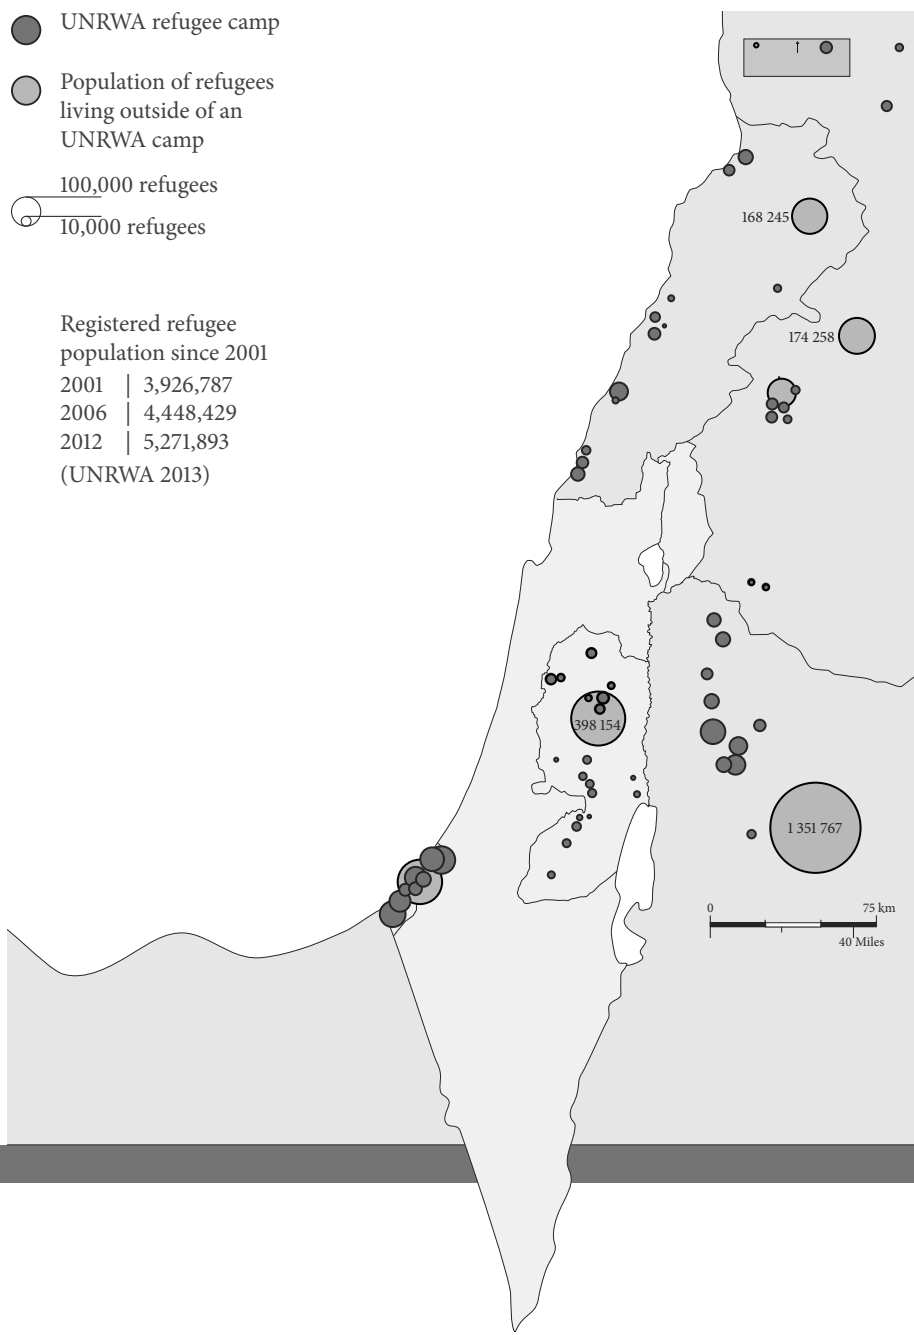 UNRWA refugee camp
Population of refugees
living outside of an
UNRWA camp
100,000 refugees
10,000 refugees
Registered refugee
population since 2001
2001 | 3,926,787
2006 | 4,448,429
2012 | 5,271,893
(UNRWA 2013)
168 245
174 258
398 154
1 351 767
0 75 km
40 Miles